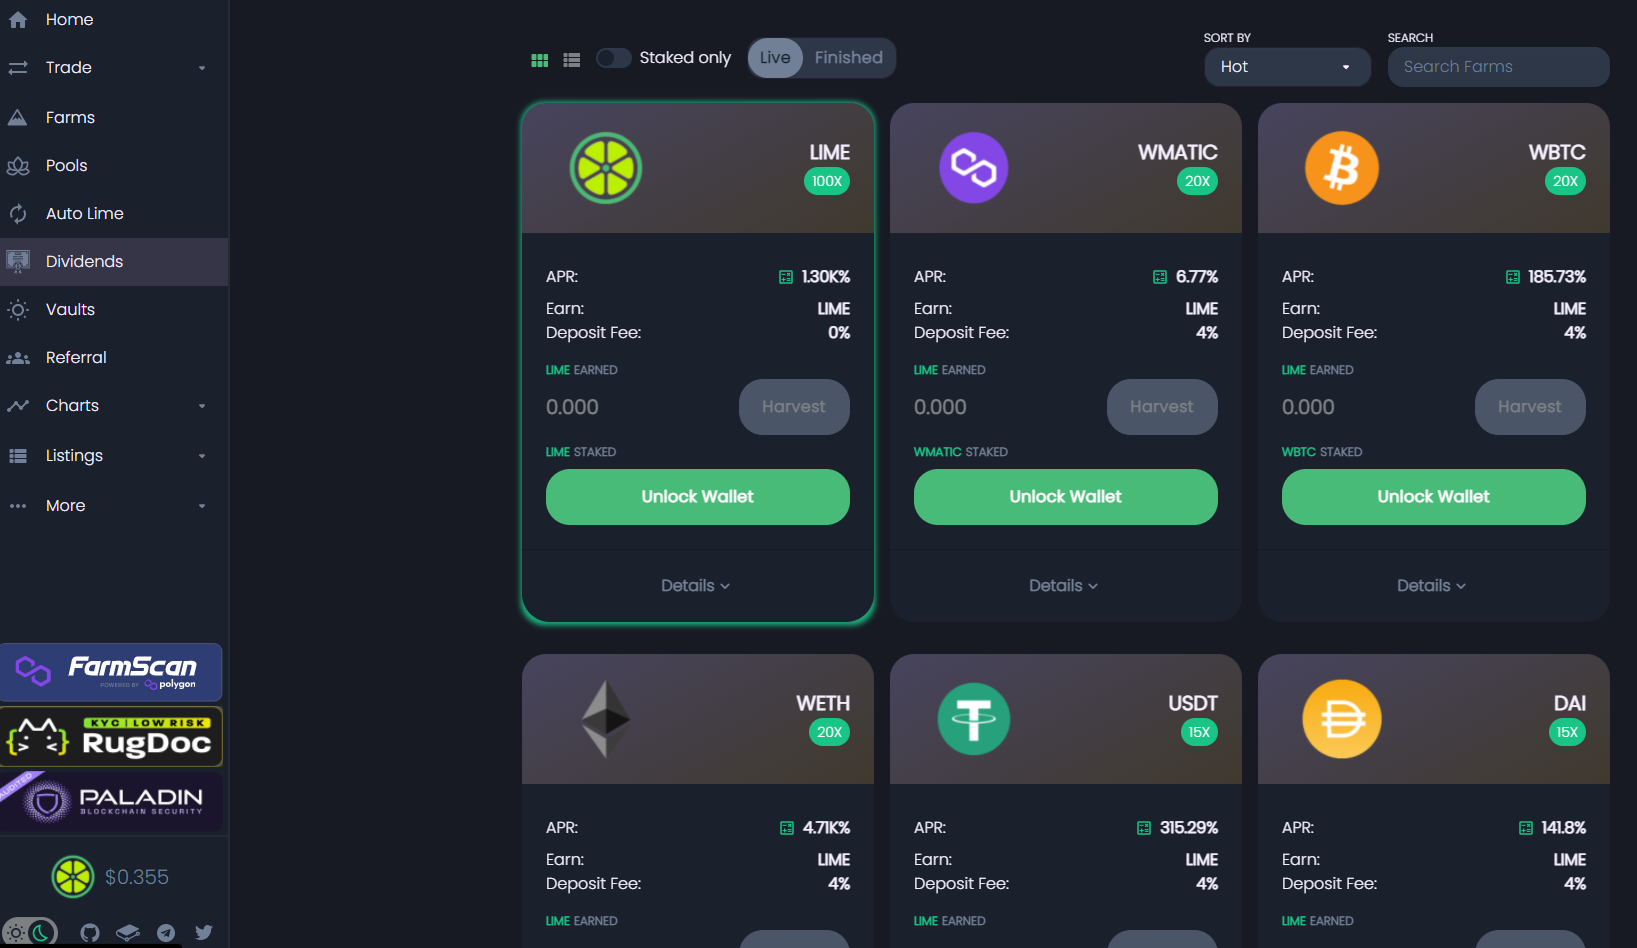 Home
Trade
Farms
Pools
Auto Lime
Dividends
Vaults
Referral
Charts
Listings
More
FarmScan
POWERED BY polygon
KYC | LOW RISK
RugDoc
AUDITED
PALADIN
BLOCKCHAIN SECURITY
$0.355
Staked only
Live Finished
SORT BY
Hot
SEARCH
Search Farms
LIME
100X
APR: 1.30K%
Earn: LIME
Deposit Fee: 0%
LIME EARNED
0.000 Harvest
LIME STAKED
Unlock Wallet
Details
WMATIC
20X
APR: 6.77%
Earn: LIME
Deposit Fee: 4%
LIME EARNED
0.000 Harvest
WMATIC STAKED
Unlock Wallet
Details
WBTC
20X
APR: 185.73%
Earn: LIME
Deposit Fee: 4%
LIME EARNED
0.000 Harvest
WBTC STAKED
Unlock Wallet
Details
WETH
20X
APR: 4.71K%
Earn: LIME
Deposit Fee: 4%
LIME EARNED
USDT
15X
APR: 315.29%
Earn: LIME
Deposit Fee: 4%
LIME EARNED
DAI
15X
APR: 141.8%
Earn: LIME
Deposit Fee: 4%
LIME EARNED